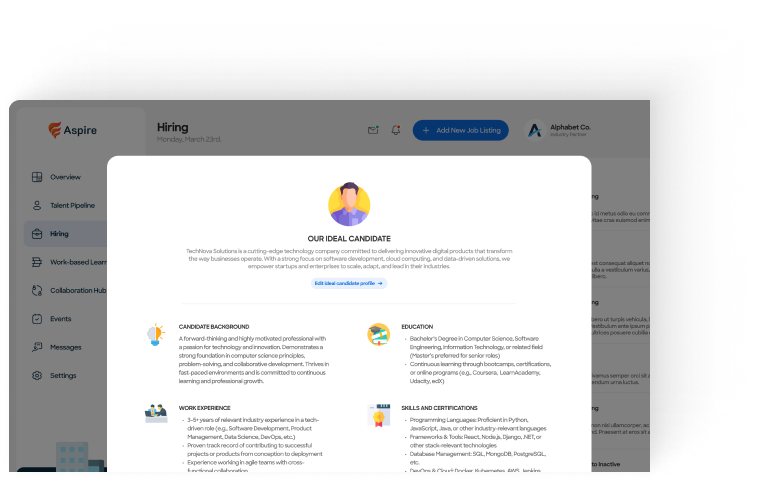 Aspire
Hiring
Monday, March 23rd
Add New Job Listing
Alphabet Co.
Industry Partner
Overview
Talent Pipeline
Hiring
Work-based Learn
Collaboration Hub
Events
Messages
Settings
OUR IDEAL CANDIDATE
TechNova Solutions is a cutting-edge technology company committed to delivering innovative digital products that transform
the way businesses operate. With a strong focus on software development, cloud computing, and data-driven solutions, we
empower startups and enterprises to scale, adapt, and lead in their industries.
Edit ideal candidate profile →
CANDIDATE BACKGROUND
A forward-thinking and highly motivated professional with
a passion for technology and innovation. Demonstrates a
strong foundation in computer science principles,
problem-solving, and collaborative development. Thrives in
fast-paced environments and is committed to continuous
learning and professional growth.
EDUCATION
• Bachelor's Degree in Computer Science, Software
Engineering, Information Technology, or related field
(Master's preferred for senior roles)
• Continuous learning through bootcamps, certifications,
or online programs (e.g., Coursera, LearnAcademy,
Udacity, edX)
WORK EXPERIENCE
• 3-5+ years of relevant industry experience in a tech-
driven role (e.g., Software Development, Product
Management, Data Science, DevOps, etc.)
• Proven track record of contributing to successful
projects or products from conception to deployment
• Experience working in agile teams with cross-
functional collaboration
SKILLS AND CERTIFICATIONS
• Programming Languages: Proficient in Python,
JavaScript, Java, or other industry-relevant languages
• Frameworks & Tools: React, Node.js, Django, .NET, or
other stack-relevant technologies
• Database Management: SQL, MongoDB, PostgreSQL,
etc.
• DevOps & Cloud: Docker, Kubernetes, AWS, Jenkins
to Inactive